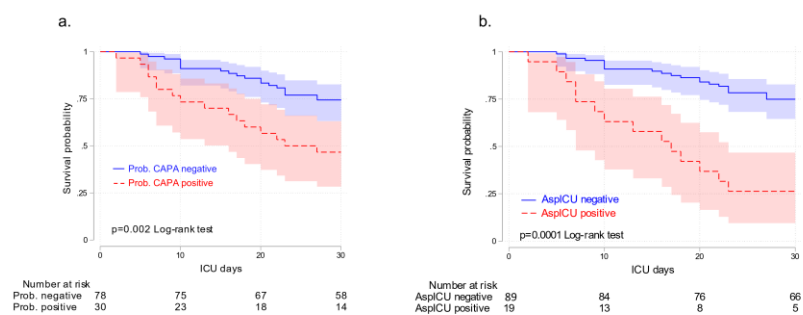 a.
Survival probability
1
.75
.5
.25
0
Prob. CAPA negative
Prob. CAPA positive
p=0.002 Log-rank test
0 10 20 30
ICU days
Number at risk
Prob. negative 78 75 67 58
Prob. positive 30 23 18 14
b.
Survival probability
1
.75
.5
.25
0
AspICU negative
AspICU positive
p=0.0001 Log-rank test
0 10 20 30
ICU days
Number at risk
AspICU negative 89 84 76 66
AspICU positive 19 13 8 5